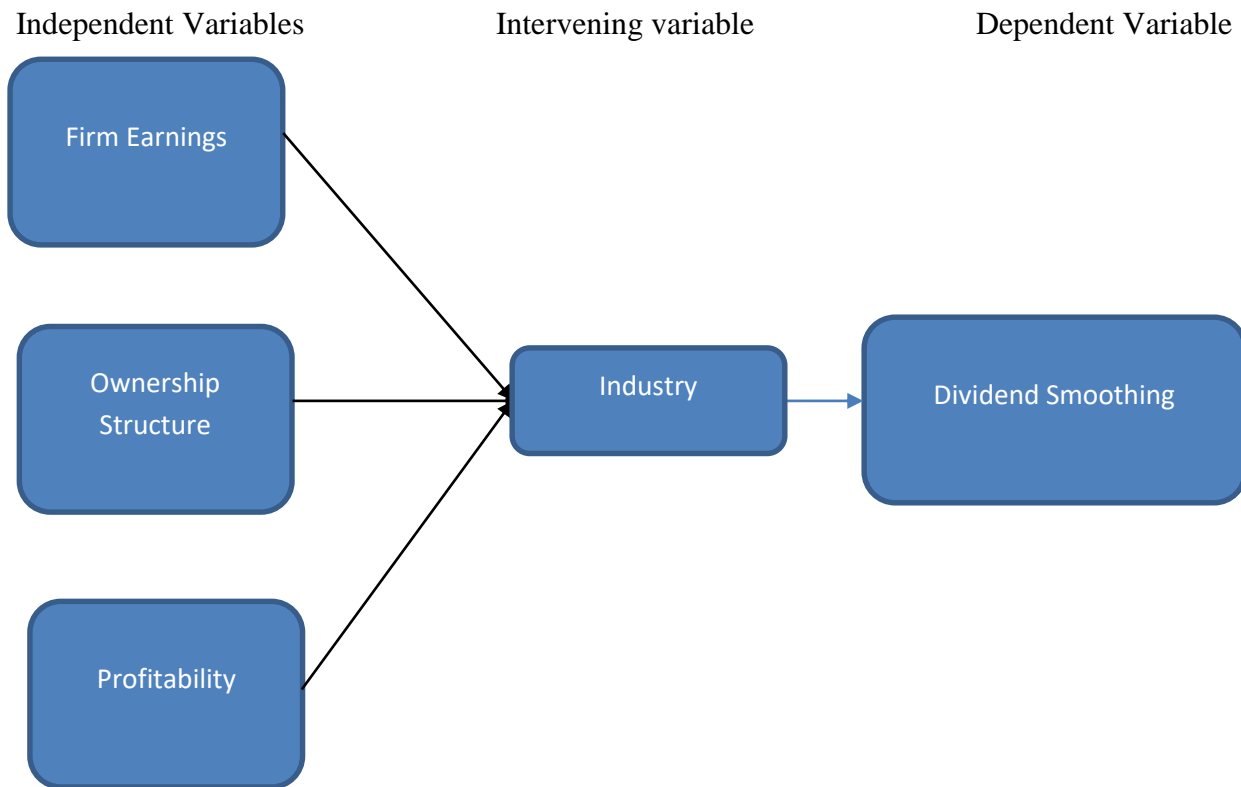 Independent Variables
Intervening variable
Dependent Variable
Firm Earnings
Ownership
Structure
Industry
Dividend Smoothing
Profitability